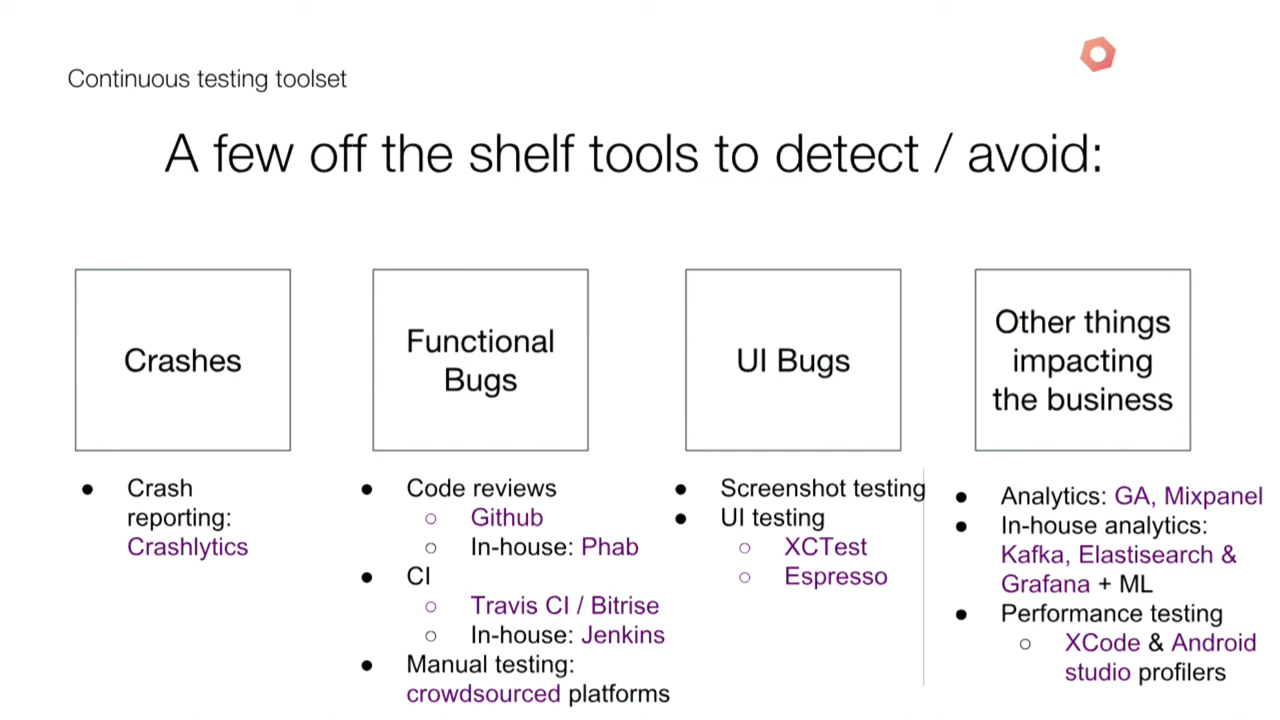 Continuous testing toolset
A few off the shelf tools to detect / avoid:
Crashes
● Crash
reporting:
Crashlytics
Functional
Bugs
● Code reviews
○ Github
○ In-house: Phab
● CI
○ Travis CI / Bitrise
○ In-house: Jenkins
● Manual testing:
crowdsourced platforms
UI Bugs
● Screenshot testing
● UI testing
○ XCTest
○ Espresso
Other things
impacting
the business
● Analytics: GA, Mixpanel
● In-house analytics:
Kafka, Elastisearch &
Grafana + ML
● Performance testing
○ XCode & Android
studio profilers